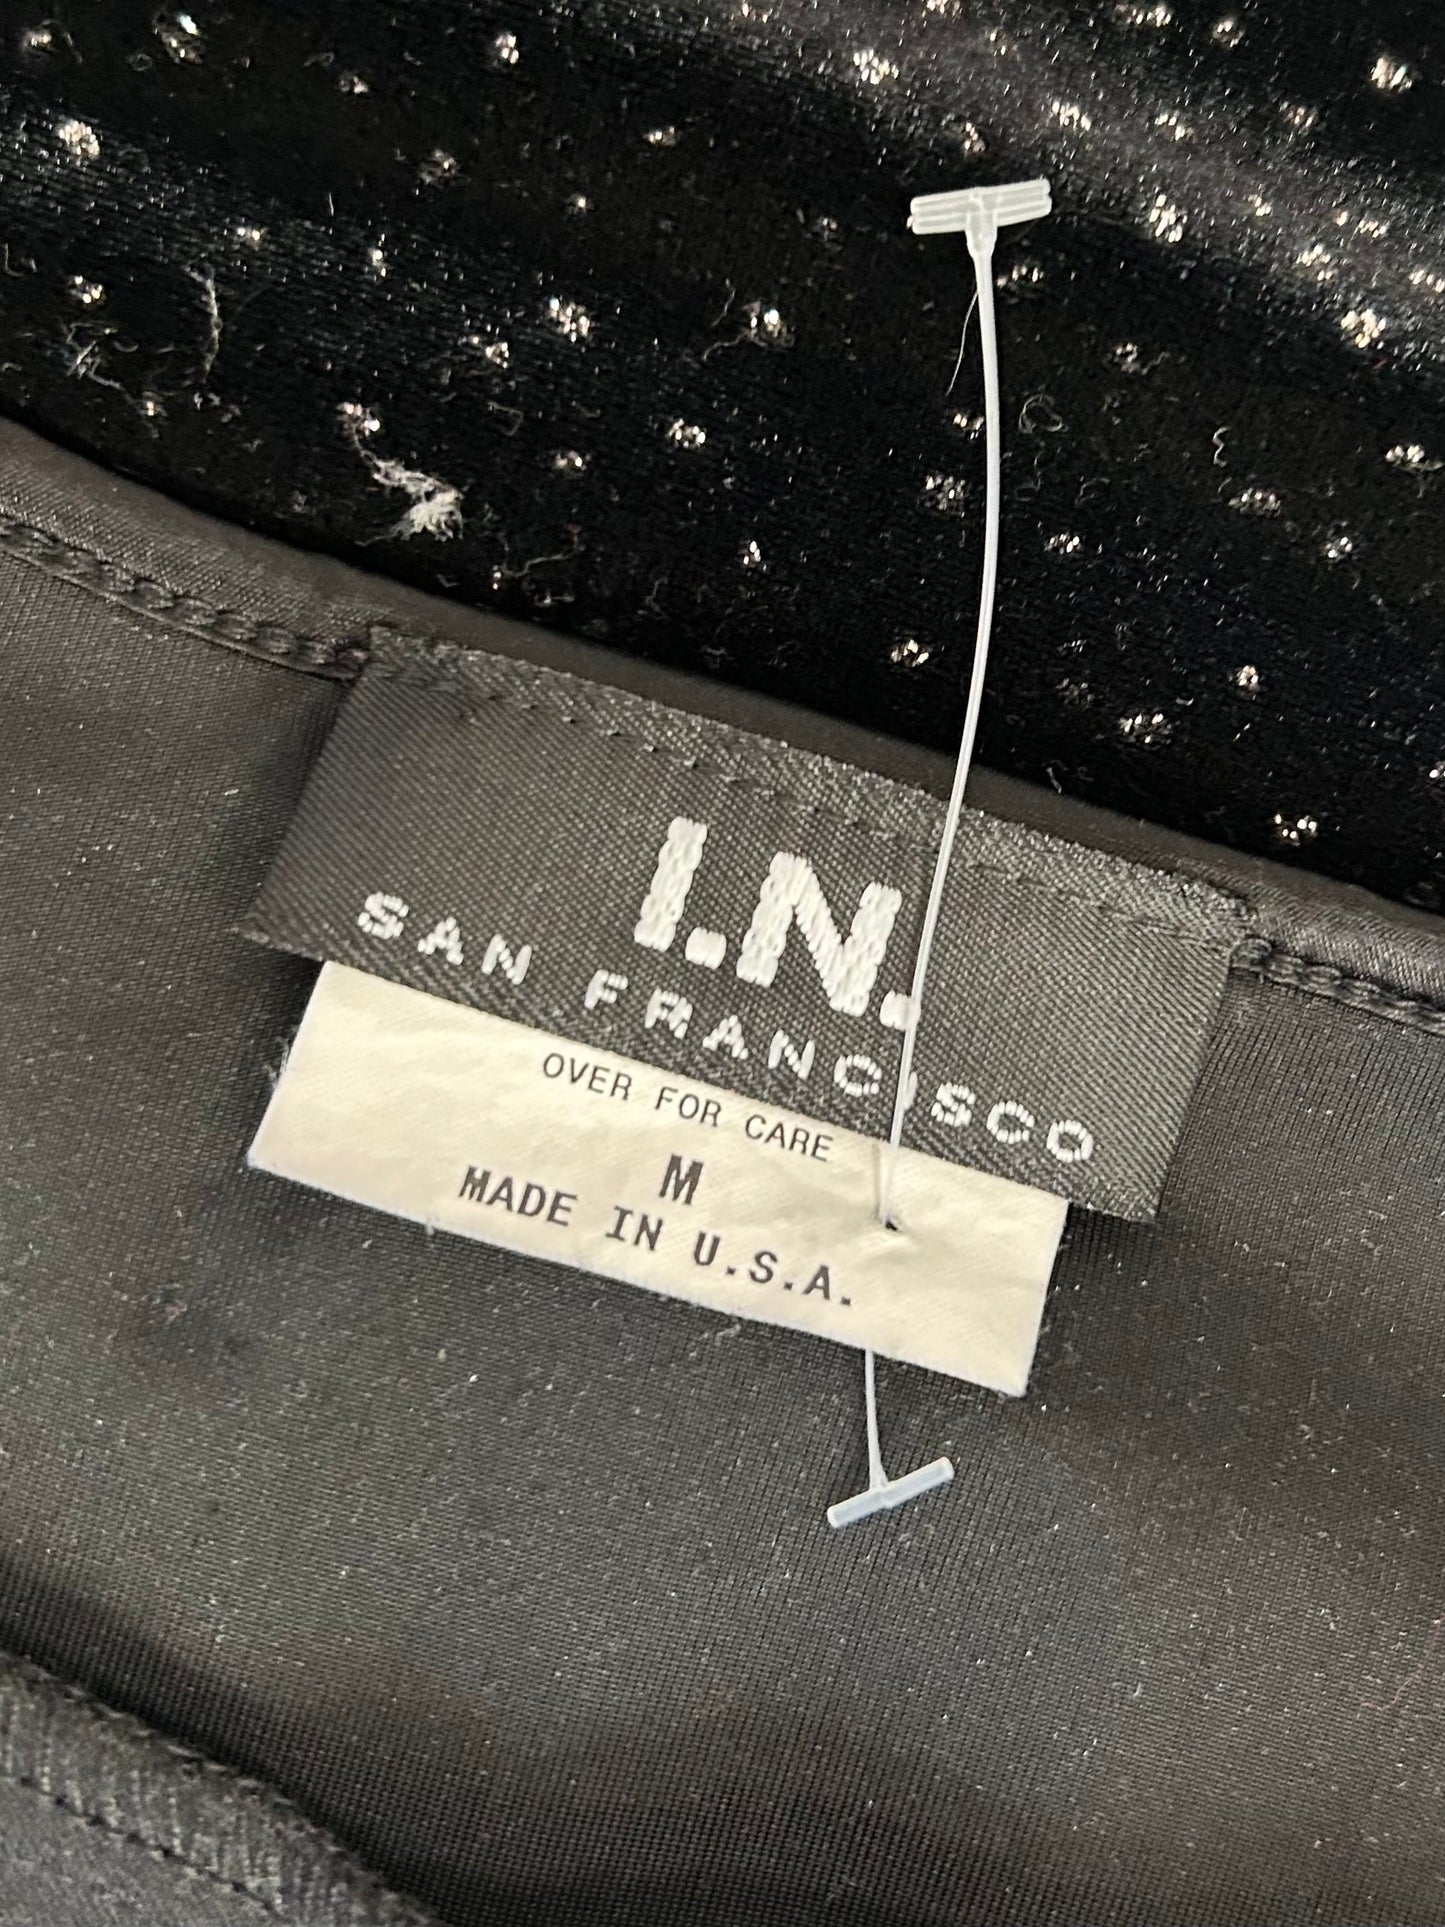 I.N.
SAN FRANCISCO
OVER FOR CARE
M
MADE IN U.S.A.